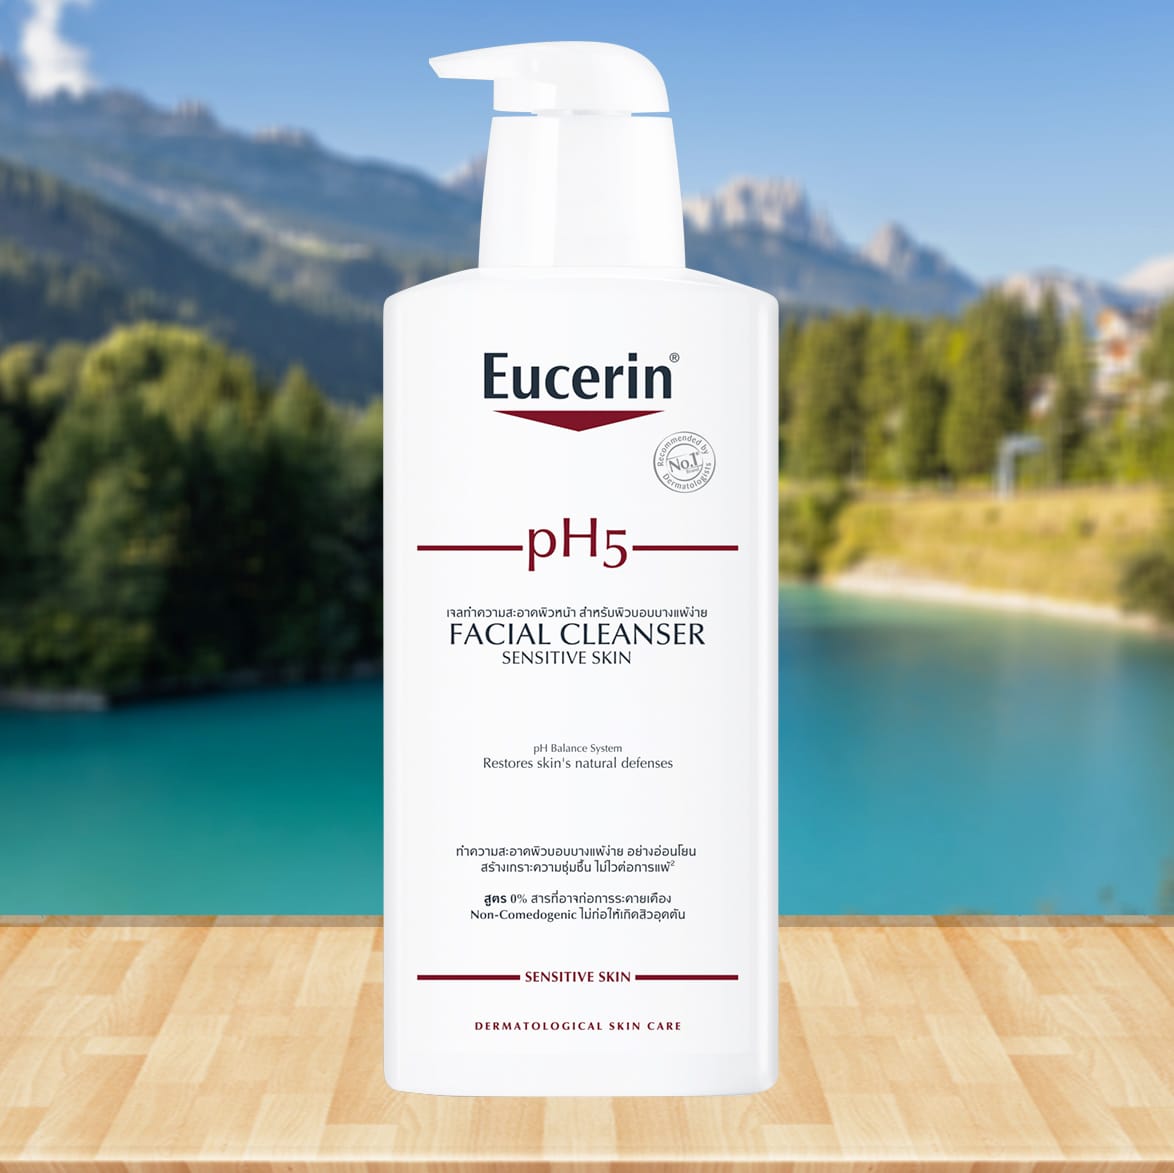 Eucerin®
Recommended by
No.1
Brand
Dermatologists
pH5
เจลทำความสะอาดผิวหน้า สำหรับผิวบอบบางแพ้ง่าย
FACIAL CLEANSER
SENSITIVE SKIN
pH Balance System
Restores skin's natural defenses
ทำความสะอาดผิวบอบบางแพ้ง่าย อย่างอ่อนโยน
สร้างเกราะความชุ่มชื้น ไม่ไวต่อการแพ้²
สูตร 0% สารที่อาจก่อการระคายเคือง
Non-Comedogenic ไม่ก่อให้เกิดสิวอุดตัน
SENSITIVE SKIN
DERMATOLOGICAL SKIN CARE